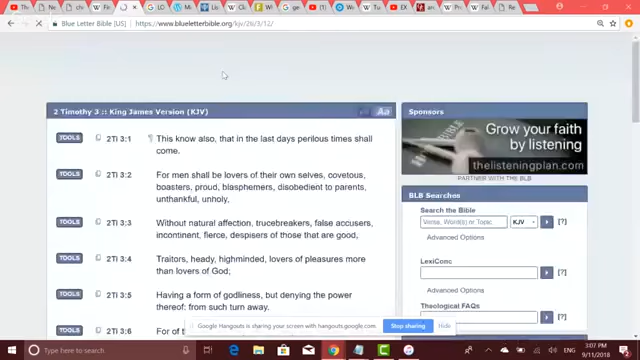 Blue Letter Bible [US] https://www.blueletterbible.org/kjv/2ti/3/12/
2 Timothy 3 :: King James Version (KJV)
Aa
TOOLS 2Ti 3:1 ¶ This know also, that in the last days perilous times shall
come.
TOOLS 2Ti 3:2 For men shall be lovers of their own selves, covetous,
boasters, proud, blasphemers, disobedient to parents,
unthankful, unholy,
TOOLS 2Ti 3:3 Without natural affection, trucebreakers, false accusers,
incontinent, fierce, despisers of those that are good,
TOOLS 2Ti 3:4 Traitors, heady, highminded, lovers of pleasures more
than lovers of God;
TOOLS 2Ti 3:5 Having a form of godliness, but denying the power
thereof: from such turn away.
TOOLS 2Ti 3:6 For of
Sponsors
Grow your faith
by listening
thelisteningplan.com
PARTNER WITH THE BLB
BLB Searches
Search the Bible
Verse, Word(s) or Topic KJV [?]
Advanced Options
LexiConc
[?]
Advanced Options
Theological FAQs
[?]
Google Hangouts is sharing your screen with hangouts.google.com.
Stop sharing
Hide
Type here to search
3:07 PM
9/11/2018